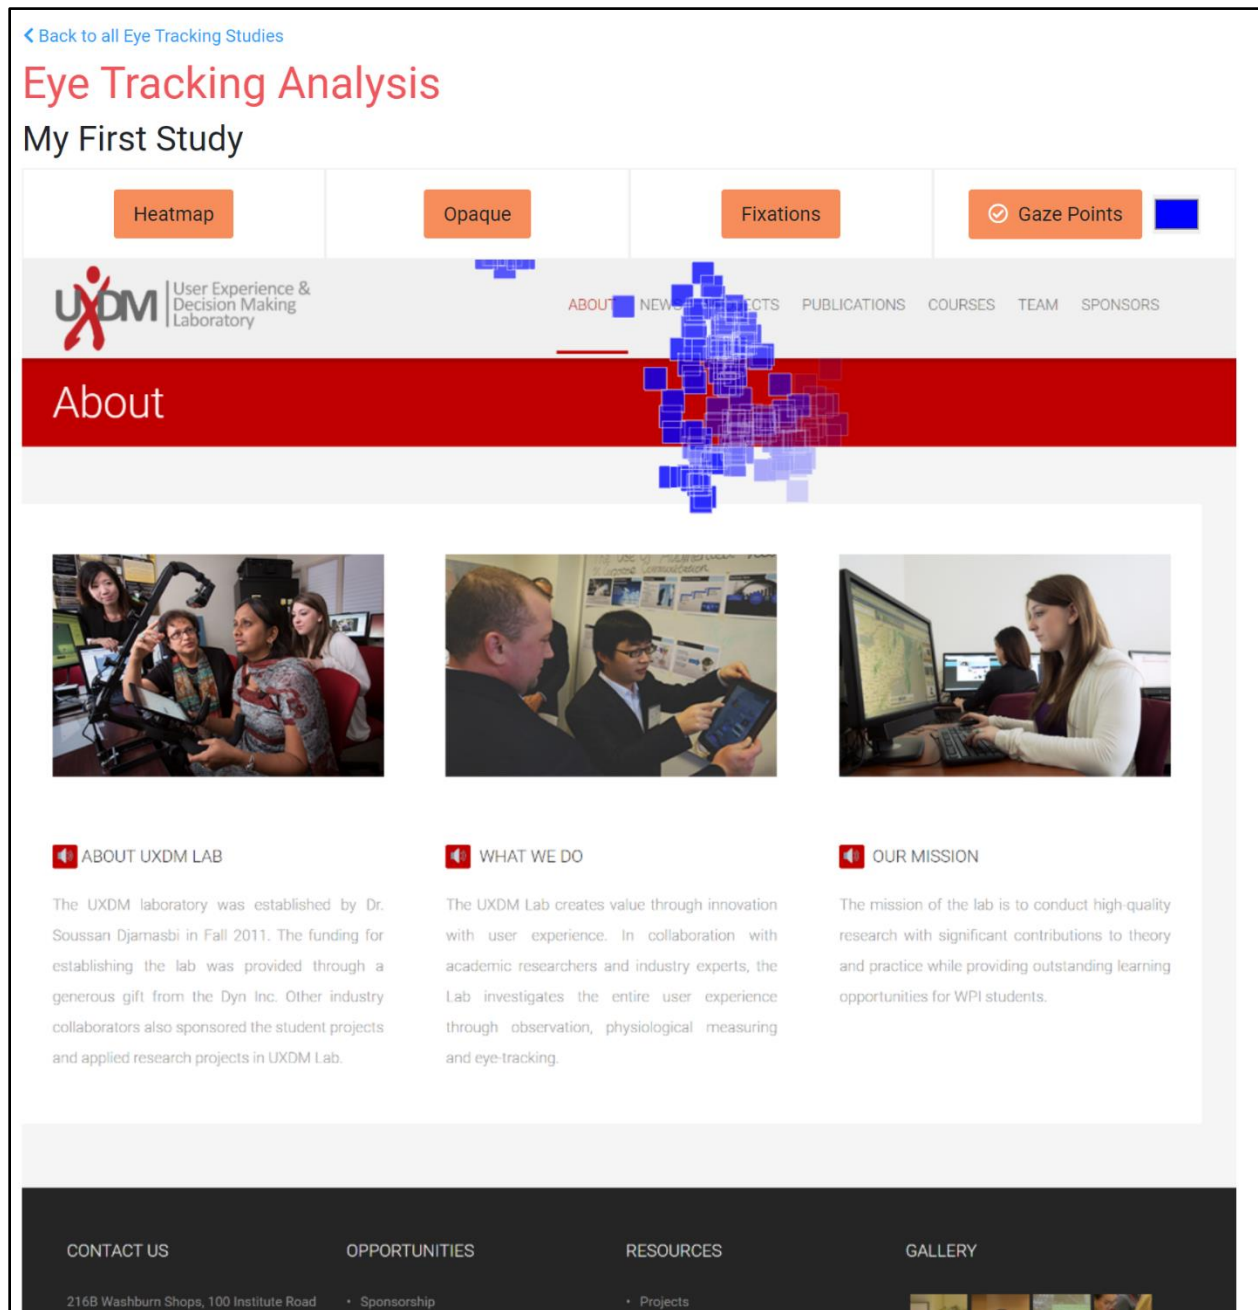 Back to all Eye Tracking Studies
Eye Tracking Analysis
My First Study
Heatmap
Opaque
Fixations
Gaze Points
UXDM
User Experience &
Decision Making
Laboratory
ABOUT
PUBLICATIONS
COURSES
TEAM
SPONSORS
About
ABOUT UXDM LAB
The UXDM laboratory was established by Dr.
Soussan Djamasbi in Fall 2011. The funding for
establishing the lab was provided through a
generous gift from the Dyn Inc. Other industry
collaborators also sponsored the student projects
and applied research projects in UXDM Lab.
WHAT WE DO
The UXDM Lab creates value through innovation
with user experience. In collaboration with
academic researchers and industry experts, the
Lab investigates the entire user experience
through observation, physiological measuring
and eye-tracking.
OUR MISSION
The mission of the lab is to conduct high-quality
research with significant contributions to theory
and practice while providing outstanding learning
opportunities for WPI students.
CONTACT US
216B Washburn Shops, 100 Institute Road
OPPORTUNITIES
• Sponsorship
RESOURCES
• Projects
GALLERY